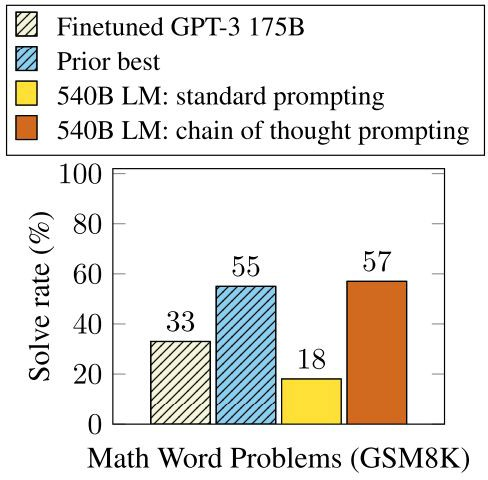 Finetuned GPT-3 175B
Prior best
540B LM: standard prompting
540B LM: chain of thought prompting
100
80
60
40
20
0
Solve rate (%)
33
55
18
57
Math Word Problems (GSM8K)